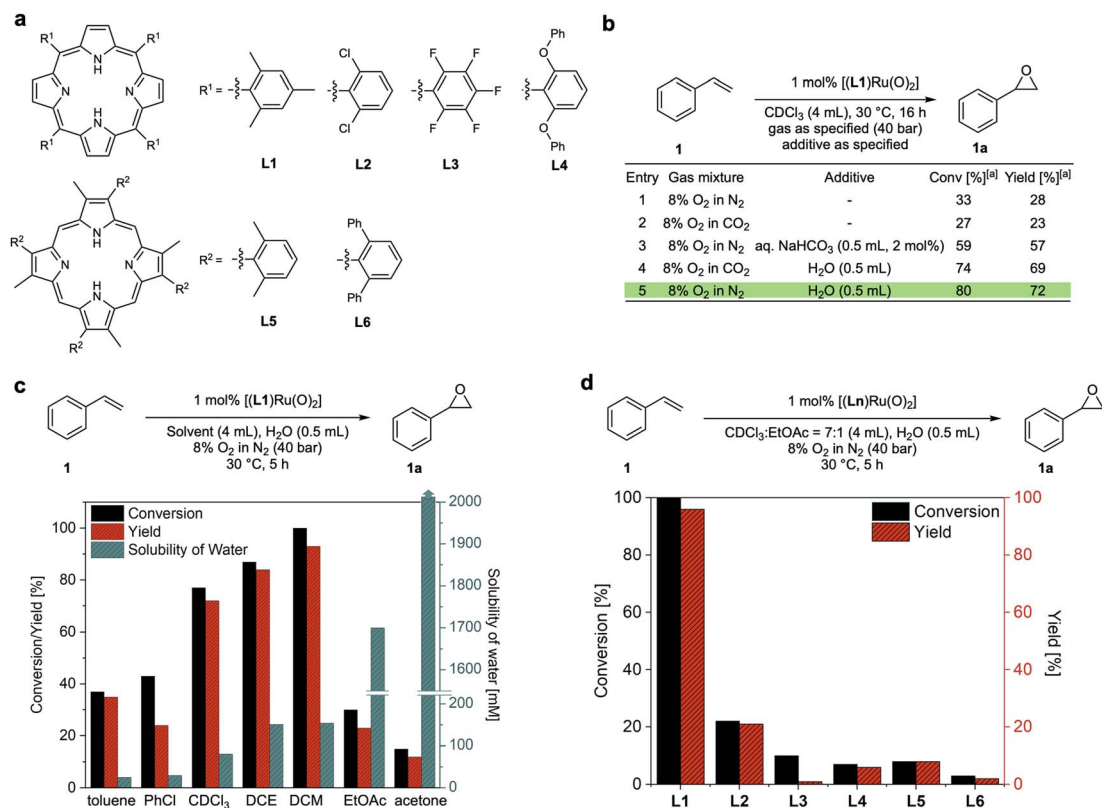 a
R¹
R¹
R¹
R¹
N
H
N
N
H
N
R¹ =
L1
Cl
Cl
L2
F
F
F
F
F
L3
O
Ph
O
Ph
L4
R²
R²
R²
R²
N
H
N
N
H
N
R² =
L5
Ph
Ph
L6
b
1
1 mol% [(L1)Ru(O)₂]
CDCl₃ (4 mL), 30 °C, 16 h
gas as specified (40 bar)
additive as specified
O
1a
Entry Gas mixture Additive Conv [%]^[a] Yield [%]^[a]
1 8% O₂ in N₂ - 33 28
2 8% O₂ in CO₂ - 27 23
3 8% O₂ in N₂ aq. NaHCO₃ (0.5 mL, 2 mol%) 59 57
4 8% O₂ in CO₂ H₂O (0.5 mL) 74 69
5 8% O₂ in N₂ H₂O (0.5 mL) 80 72
c
1
1 mol% [(L1)Ru(O)₂]
Solvent (4 mL), H₂O (0.5 mL)
8% O₂ in N₂ (40 bar)
30 °C, 5 h
O
1a
Conversion
Yield
Solubility of Water
Conversion/Yield [%]
100
80
60
40
20
0
Solubility of water [mM]
2000
1900
1800
1700
1600
200
100
0
toluene PhCl CDCl₃ DCE DCM EtOAc acetone
d
1
1 mol% [(Ln)Ru(O)₂]
CDCl₃:EtOAc = 7:1 (4 mL), H₂O (0.5 mL)
8% O₂ in N₂ (40 bar)
30 °C, 5 h
O
1a
Conversion
Yield
Conversion [%]
100
80
60
40
20
0
Yield [%]
100
80
60
40
20
0
L1 L2 L3 L4 L5 L6